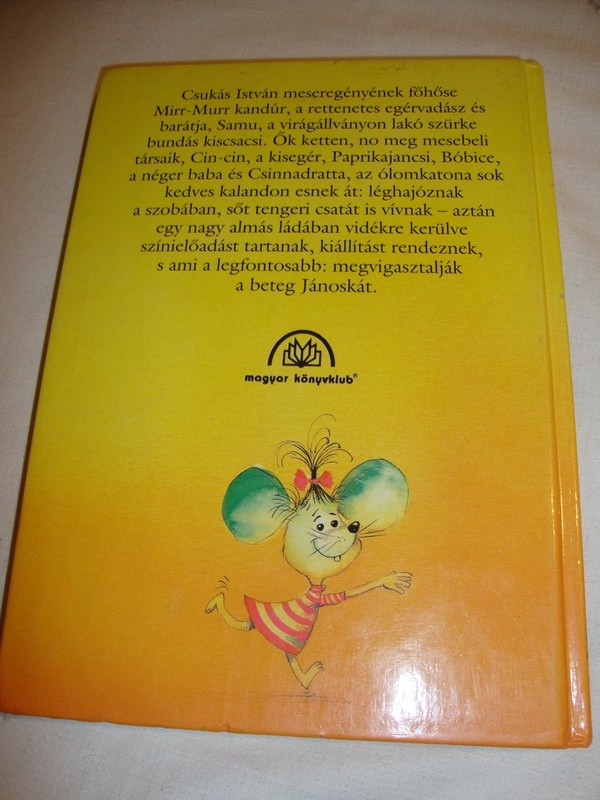 Csukás István meseregényének főhőse
Mirr-Murr kandúr, a rettenetes egérvadász és
barátja, Samu, a virágállványon lakó szürke
bundás kiscsacsi. Ők ketten, no meg mesebeli
társaik, Cin-cin, a kisegér, Paprikajancsi, Bóbice,
a néger baba és Csinnadratta, az ólomkatona sok
kedves kalandon esnek át: léghajóznak
a szobában, sőt tengeri csatát is vívnak – aztán
egy nagy almás ládában vidékre kerülve
színielőadást tartanak, kiállítást rendeznek,
s ami a legfontosabb: megvigasztalják
a beteg Jánoskát.
magyar könyvklub®